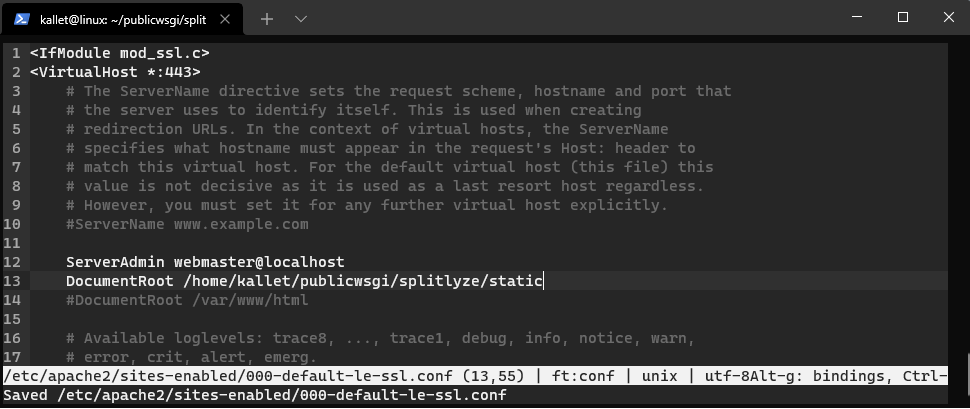 kallet@linux: ~/publicwsgi/split
1 <IfModule mod_ssl.c>
2 <VirtualHost *:443>
3     # The ServerName directive sets the request scheme, hostname and port that
4     # the server uses to identify itself. This is used when creating
5     # redirection URLs. In the context of virtual hosts, the ServerName
6     # specifies what hostname must appear in the request's Host: header to
7     # match this virtual host. For the default virtual host (this file) this
8     # value is not decisive as it is used as a last resort host regardless.
9     # However, you must set it for any further virtual host explicitly.
10     #ServerName www.example.com
11
12     ServerAdmin webmaster@localhost
13     DocumentRoot /home/kallet/publicwsgi/splitlyze/static
14     #DocumentRoot /var/www/html
15
16     # Available loglevels: trace8, ..., trace1, debug, info, notice, warn,
17     # error, crit, alert, emerg.
/etc/apache2/sites-enabled/000-default-le-ssl.conf (13,55) | ft:conf | unix | utf-8Alt-g: bindings, Ctrl-
Saved /etc/apache2/sites-enabled/000-default-le-ssl.conf